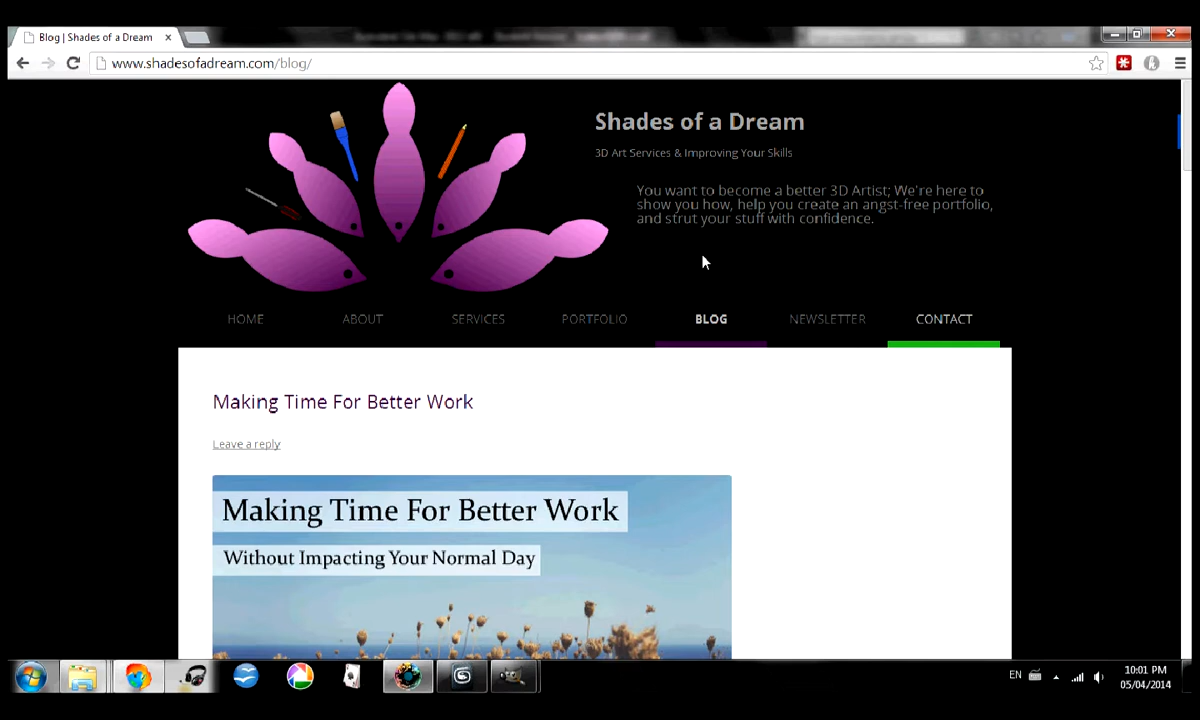 Blog | Shades of a Dream
www.shadesofadream.com/blog/
Shades of a Dream
3D Art Services & Improving Your Skills
You want to become a better 3D Artist; We're here to
show you how, help you create an angst-free portfolio,
and strut your stuff with confidence.
HOME ABOUT SERVICES PORTFOLIO BLOG NEWSLETTER CONTACT
Making Time For Better Work
Leave a reply
Making Time For Better Work
Without Impacting Your Normal Day
EN
10:01 PM
05/04/2014